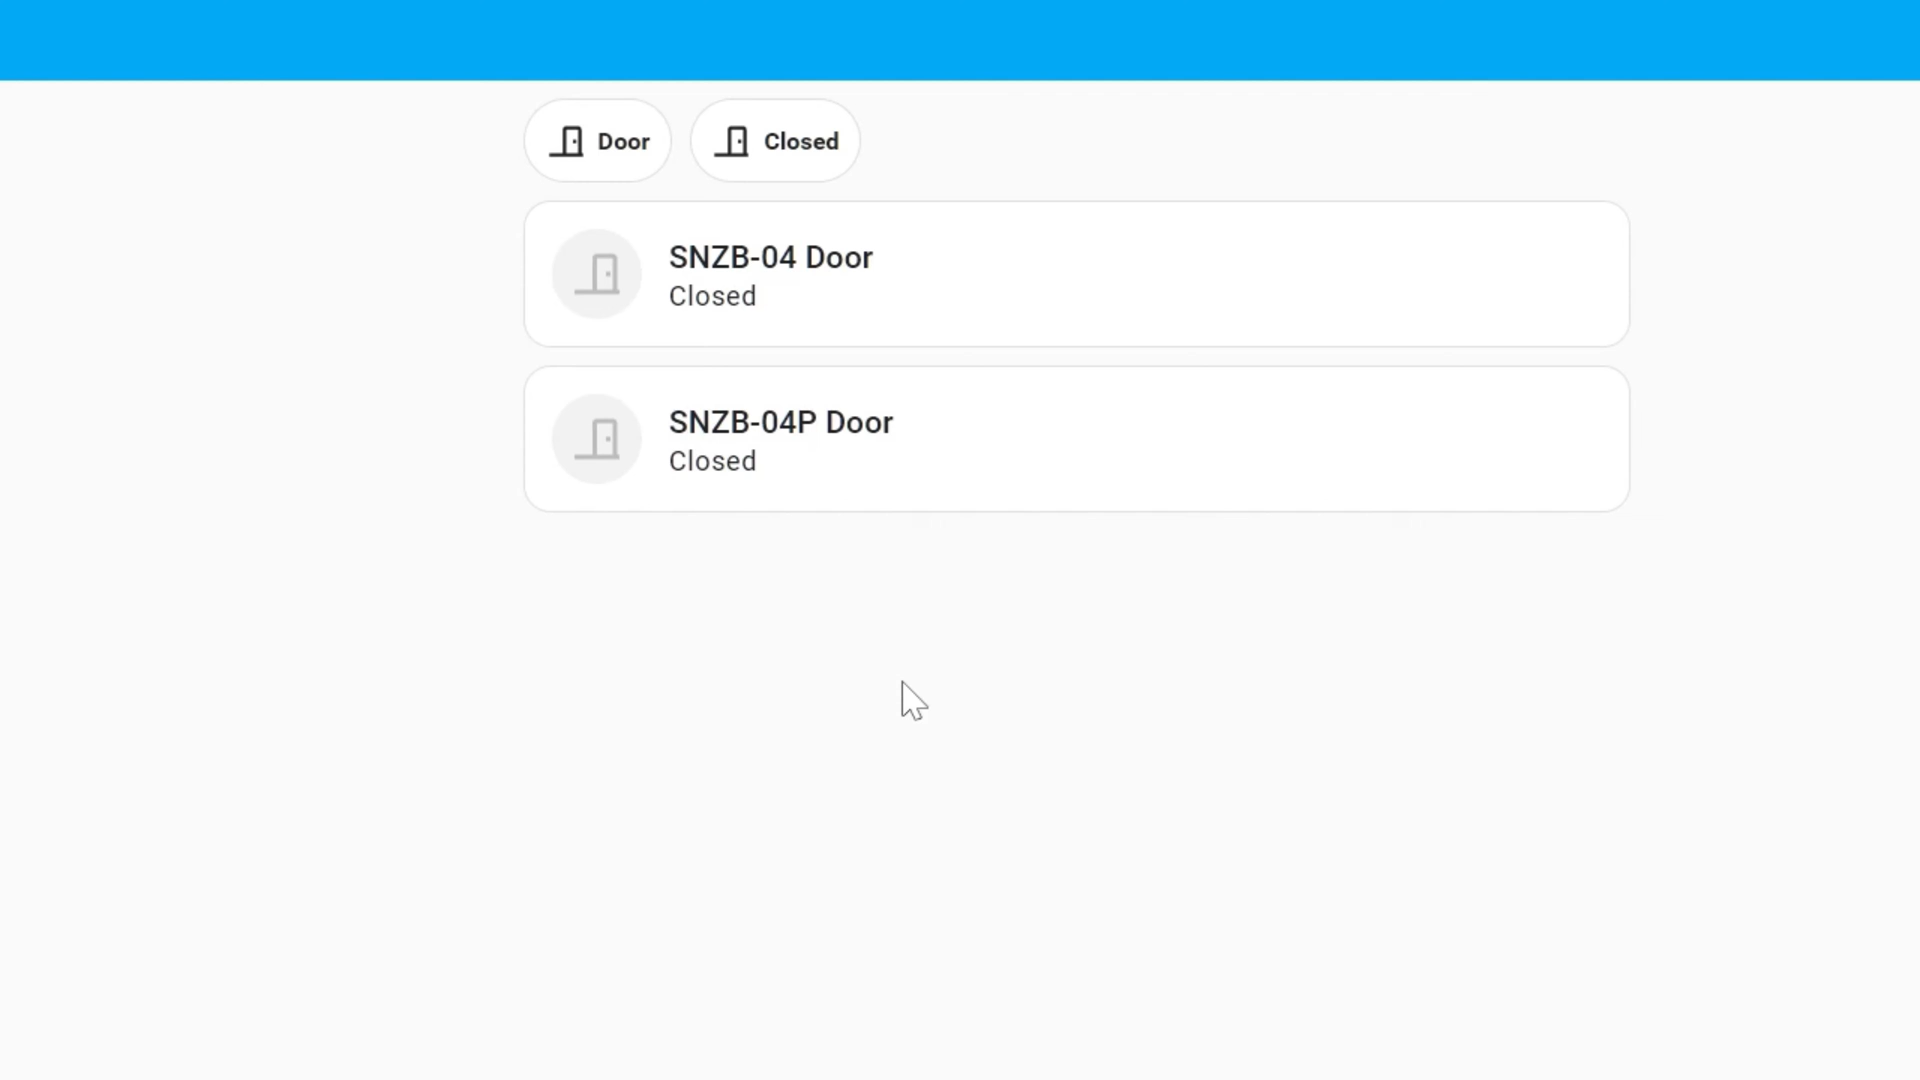 Door
Closed
SNZB-04 Door
Closed
SNZB-04P Door
Closed